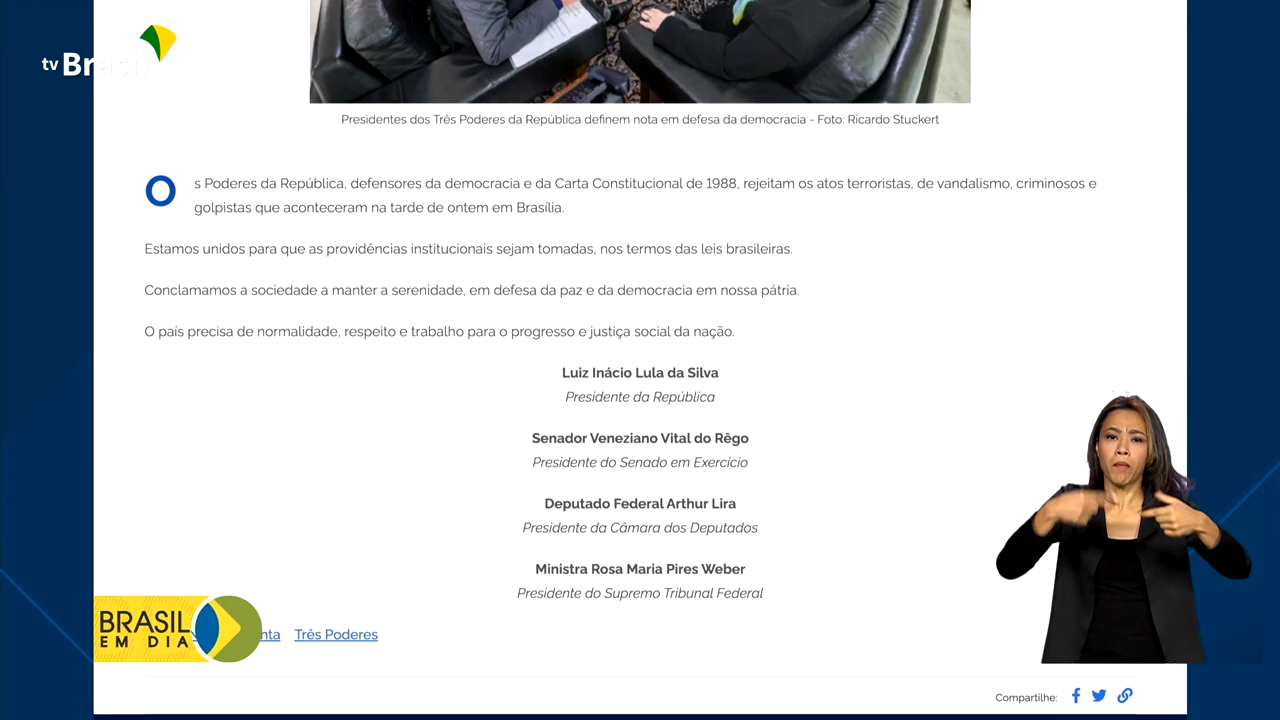 tv Brasil
Presidentes dos Três Poderes da República definem nota em defesa da democracia - Foto: Ricardo Stuckert
Os Poderes da República, defensores da democracia e da Carta Constitucional de 1988, rejeitam os atos terroristas, de vandalismo, criminosos e
golpistas que aconteceram na tarde de ontem em Brasília.
Estamos unidos para que as providências institucionais sejam tomadas, nos termos das leis brasileiras.
Conclamamos a sociedade a manter a serenidade, em defesa da paz e da democracia em nossa pátria.
O país precisa de normalidade, respeito e trabalho para o progresso e justiça social da nação.
Luiz Inácio Lula da Silva
Presidente da República
Senador Veneziano Vital do Rêgo
Presidente do Senado em Exercício
Deputado Federal Arthur Lira
Presidente da Câmara dos Deputados
Ministra Rosa Maria Pires Weber
Presidente do Supremo Tribunal Federal
BRASIL
EM DIA
Três Poderes
Compartilhe: